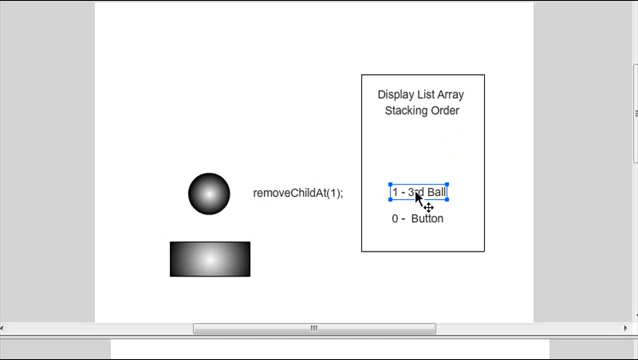 Display List Array
Stacking Order
removeChildAt(1);
1 - 3rd Ball
0 - Button